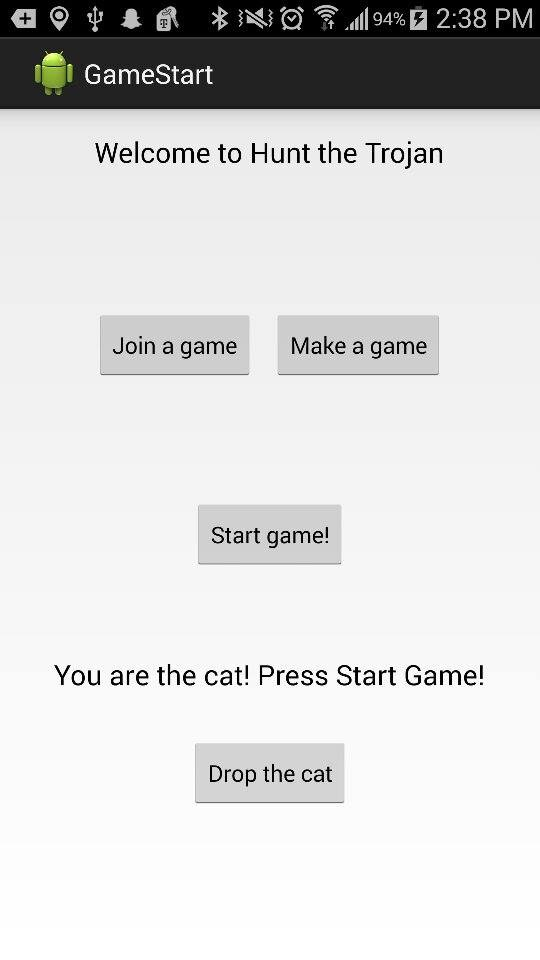 94% 2:38 PM
GameStart
Welcome to Hunt the Trojan
Join a game
Make a game
Start game!
You are the cat! Press Start Game!
Drop the cat